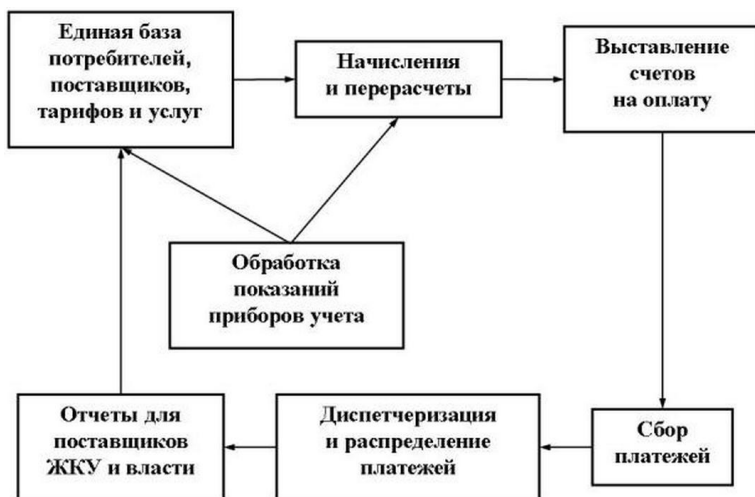 Единая база
потребителей,
поставщиков,
тарифов и услуг
Начисления
и перерасчеты
Выставление
счетов
на оплату
Обработка
показаний
приборов учета
Отчеты для
поставщиков
ЖКУ и власти
Диспетчеризация
и распределение
платежей
Сбор
платежей